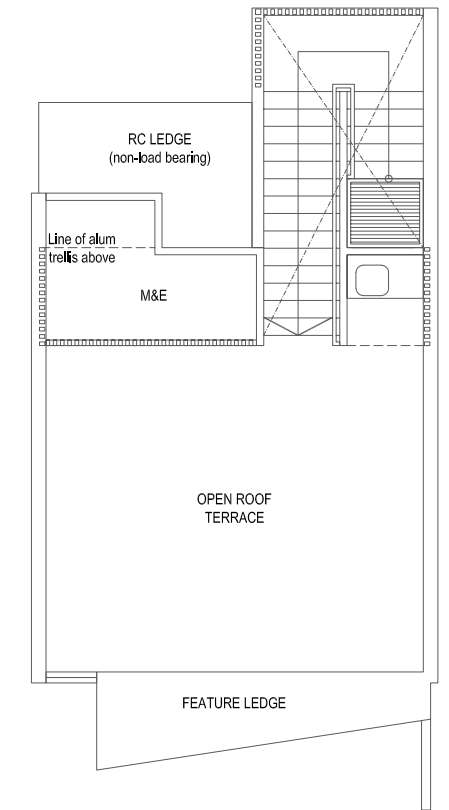 RC LEDGE
(non-load bearing)
Line of alum
trellis above
M&E
OPEN ROOF
TERRACE
FEATURE LEDGE